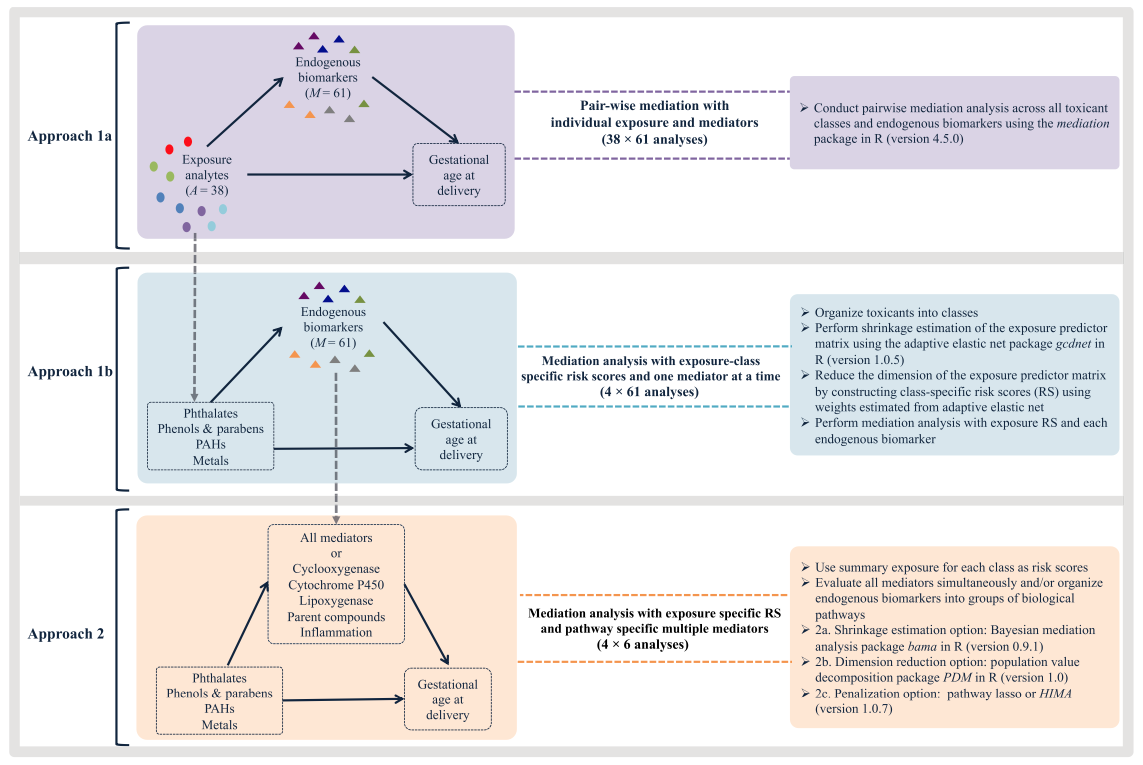 Approach 1a
Endogenous
biomarkers
(M = 61)
Exposure
analytes
(A = 38)
Gestational
age at
delivery
Pair-wise mediation with
individual exposure and mediators
(38 × 61 analyses)
➢ Conduct pairwise mediation analysis across all toxicant
classes and endogenous biomarkers using the mediation
package in R (version 4.5.0)
Approach 1b
Endogenous
biomarkers
(M = 61)
Phthalates
Phenols & parabens
PAHs
Metals
Gestational
age at
delivery
Mediation analysis with exposure-class
specific risk scores and one mediator at a time
(4 × 61 analyses)
➢ Organize toxicants into classes
➢ Perform shrinkage estimation of the exposure predictor
matrix using the adaptive elastic net package gcdnet in
R (version 1.0.5)
➢ Reduce the dimension of the exposure predictor matrix
by constructing class-specific risk scores (RS) using
weights estimated from adaptive elastic net
➢ Perform mediation analysis with exposure RS and each
endogenous biomarker
Approach 2
All mediators
or
Cyclooxygenase
Cytochrome P450
Lipoxygenase
Parent compounds
Inflammation
Phthalates
Phenols & parabens
PAHs
Metals
Gestational
age at
delivery
Mediation analysis with exposure specific RS
and pathway specific multiple mediators
(4 × 6 analyses)
➢ Use summary exposure for each class as risk scores
➢ Evaluate all mediators simultaneously and/or organize
endogenous biomarkers into groups of biological
pathways
➢ 2a. Shrinkage estimation option: Bayesian mediation
analysis package bama in R (version 0.9.1)
➢ 2b. Dimension reduction option: population value
decomposition package PDM in R (version 1.0)
➢ 2c. Penalization option: pathway lasso or HIMA
(version 1.0.7)